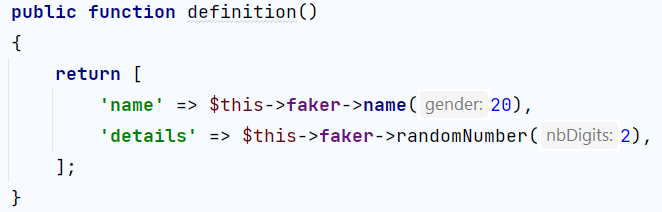 public function definition()
{
    return [
        'name' => $this->faker->name( gender: 20),
        'details' => $this->faker->randomNumber( nbDigits: 2),
    ];
}